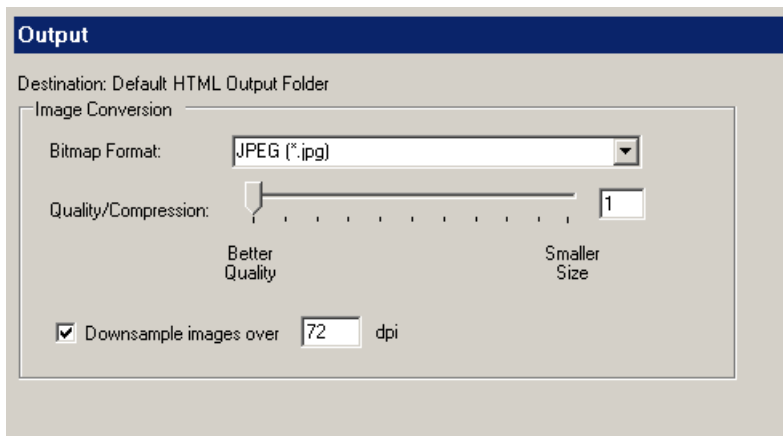 Output
Destination: Default HTML Output Folder
Image Conversion
Bitmap Format: JPEG (*.jpg)
Quality/Compression: 1
Better Quality
Smaller Size
Downsample images over 72 dpi